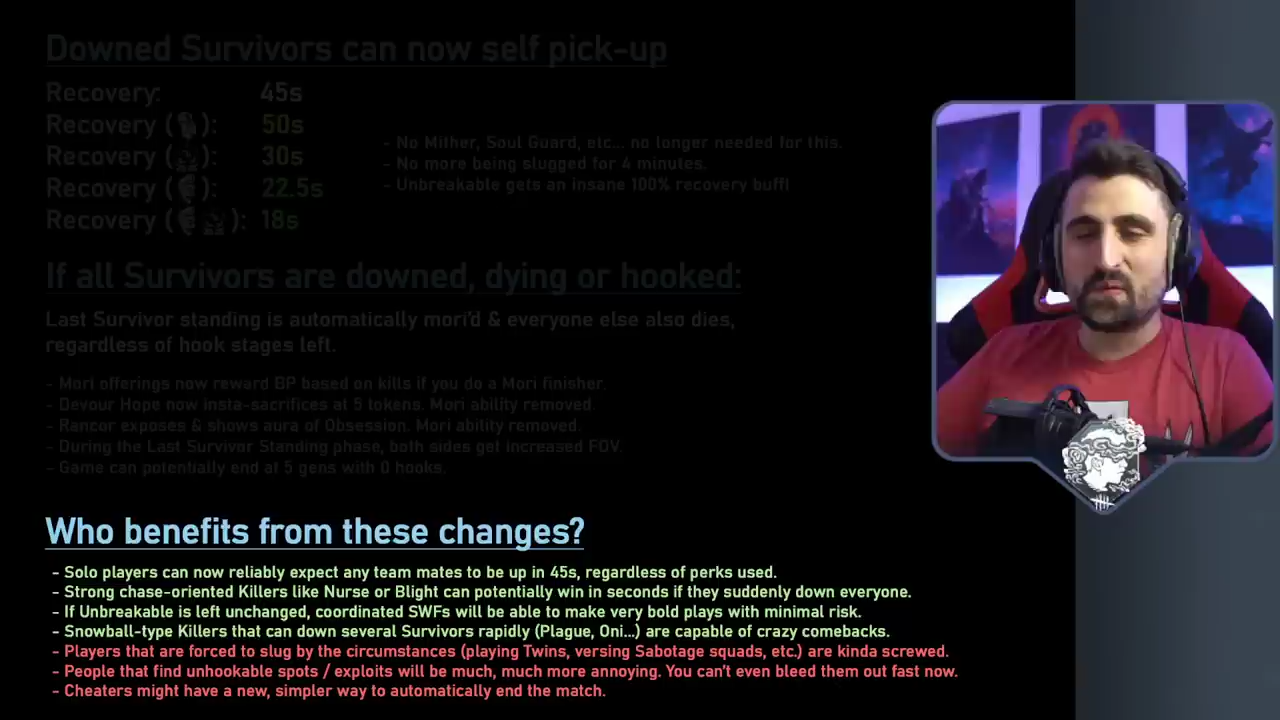 Downed Survivors can now self pick-up
Recovery: 45s
Recovery ( ): 50s
Recovery ( ): 30s
Recovery ( ): 22.5s
Recovery ( ): 18s
- No Mither, Soul Guard, etc... no longer needed for this.
- No more being slugged for 4 minutes.
- Unbreakable gets an insane 100% recovery buff!
If all Survivors are downed, dying or hooked:
Last Survivor standing is automatically mori'd & everyone else also dies,
regardless of hook stages left.
- Mori offerings now reward BP based on kills if you do a Mori finisher.
- Devour Hope now insta-sacrifices at 5 tokens. Mori ability removed.
- Rancor exposes & shows aura of Obsession. Mori ability removed.
- During the Last Survivor Standing phase, both sides get increased FOV.
- Game can potentially end at 5 gens with 0 hooks.
Who benefits from these changes?
- Solo players can now reliably expect any team mates to be up in 45s, regardless of perks used.
- Strong chase-oriented Killers like Nurse or Blight can potentially win in seconds if they suddenly down everyone.
- If Unbreakable is left unchanged, coordinated SWFs will be able to make very bold plays with minimal risk.
- Snowball-type Killers that can down several Survivors rapidly (Plague, Oni...) are capable of crazy comebacks.
- Players that are forced to slug by the circumstances (playing Twins, versing Sabotage squads, etc.) are kinda screwed.
- People that find unhookable spots / exploits will be much, much more annoying. You can't even bleed them out fast now.
- Cheaters might have a new, simpler way to automatically end the match.